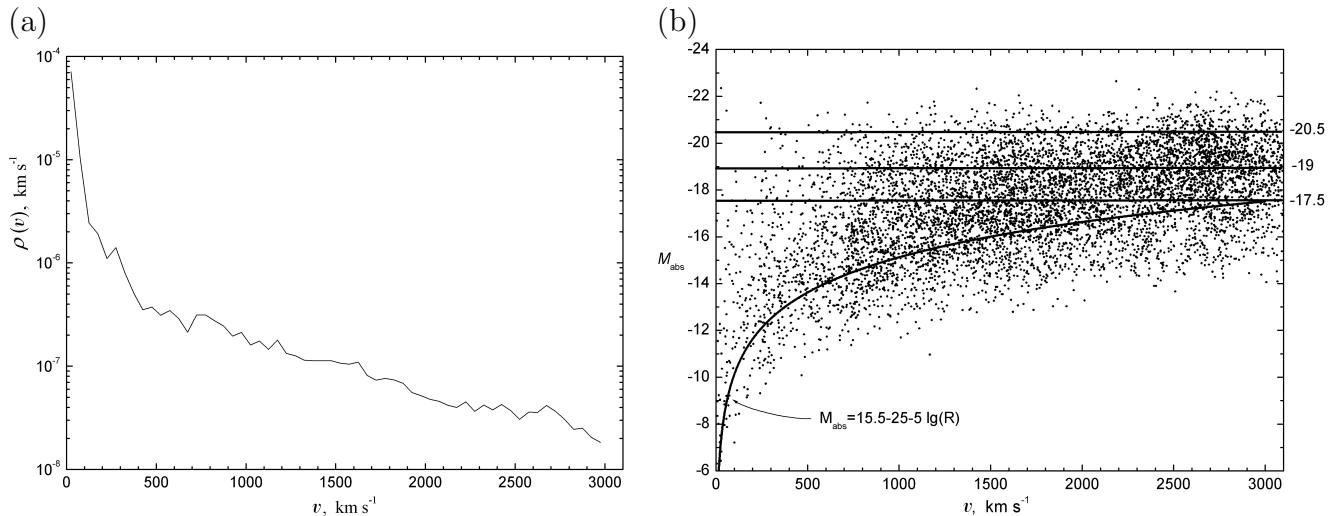 (a)
(b)
10⁻⁴
10⁻⁵
10⁻⁶
10⁻⁷
10⁻⁸
ρ(v), km s⁻¹
0 500 1000 1500 2000 2500 3000
v, km s⁻¹
-24
-22
-20
-18
-16
-14
-12
-10
-8
-6
M_abs
-20.5
-19
-17.5
M_abs=15.5-25-5 lg(R)
0 500 1000 1500 2000 2500 3000
v, km s⁻¹